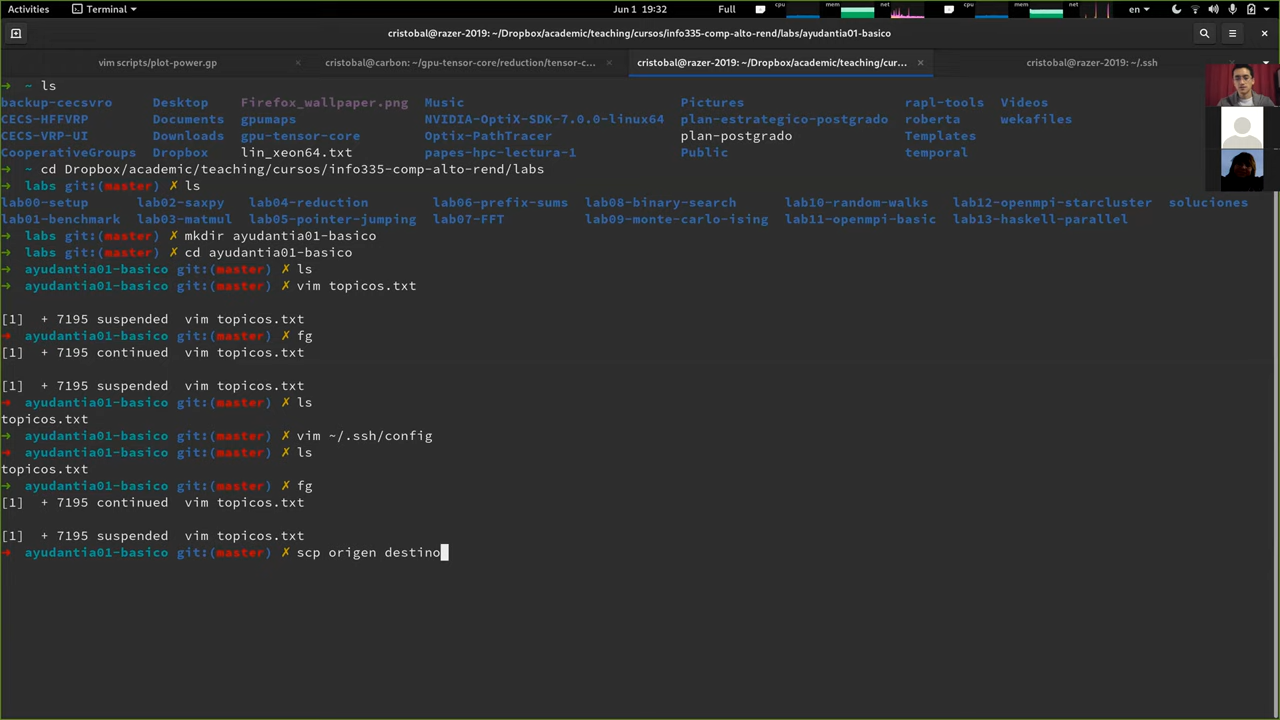 Activities Terminal Jun 1 19:32 Full cpu mem net cpu mem net en
cristobal@razer-2019: ~/Dropbox/academic/teaching/cursos/info335-comp-alto-rend/labs/ayudantia01-basico
vim scripts/plot-power.gp × cristobal@carbon: ~/gpu-tensor-core/reduction/tensor-c... × cristobal@razer-2019: ~/Dropbox/academic/teaching/cur... × cristobal@razer-2019: ~/.ssh
→ ~ ls
backup-cecsvro Desktop Firefox_wallpaper.png Music Pictures rapl-tools Videos
CECS-HFFVRP Documents gpumaps NVIDIA-OptiX-SDK-7.0.0-linux64 plan-estrategico-postgrado roberta wekafiles
CECS-VRP-UI Downloads gpu-tensor-core Optix-PathTracer plan-postgrado Templates
CooperativeGroups Dropbox lin_xeon64.txt papes-hpc-lectura-1 Public temporal
→ ~ cd Dropbox/academic/teaching/cursos/info335-comp-alto-rend/labs
→ labs git:(master) ✗ ls
lab00-setup lab02-saxpy lab04-reduction lab06-prefix-sums lab08-binary-search lab10-random-walks lab12-openmpi-starcluster soluciones
lab01-benchmark lab03-matmul lab05-pointer-jumping lab07-FFT lab09-monte-carlo-ising lab11-openmpi-basic lab13-haskell-parallel
→ labs git:(master) ✗ mkdir ayudantia01-basico
→ labs git:(master) ✗ cd ayudantia01-basico
→ ayudantia01-basico git:(master) ✗ ls
→ ayudantia01-basico git:(master) ✗ vim topicos.txt
[1] + 7195 suspended vim topicos.txt
→ ayudantia01-basico git:(master) ✗ fg
[1] + 7195 continued vim topicos.txt
[1] + 7195 suspended vim topicos.txt
→ ayudantia01-basico git:(master) ✗ ls
topicos.txt
→ ayudantia01-basico git:(master) ✗ vim ~/.ssh/config
→ ayudantia01-basico git:(master) ✗ ls
topicos.txt
→ ayudantia01-basico git:(master) ✗ fg
[1] + 7195 continued vim topicos.txt
[1] + 7195 suspended vim topicos.txt
→ ayudantia01-basico git:(master) ✗ scp origen destino